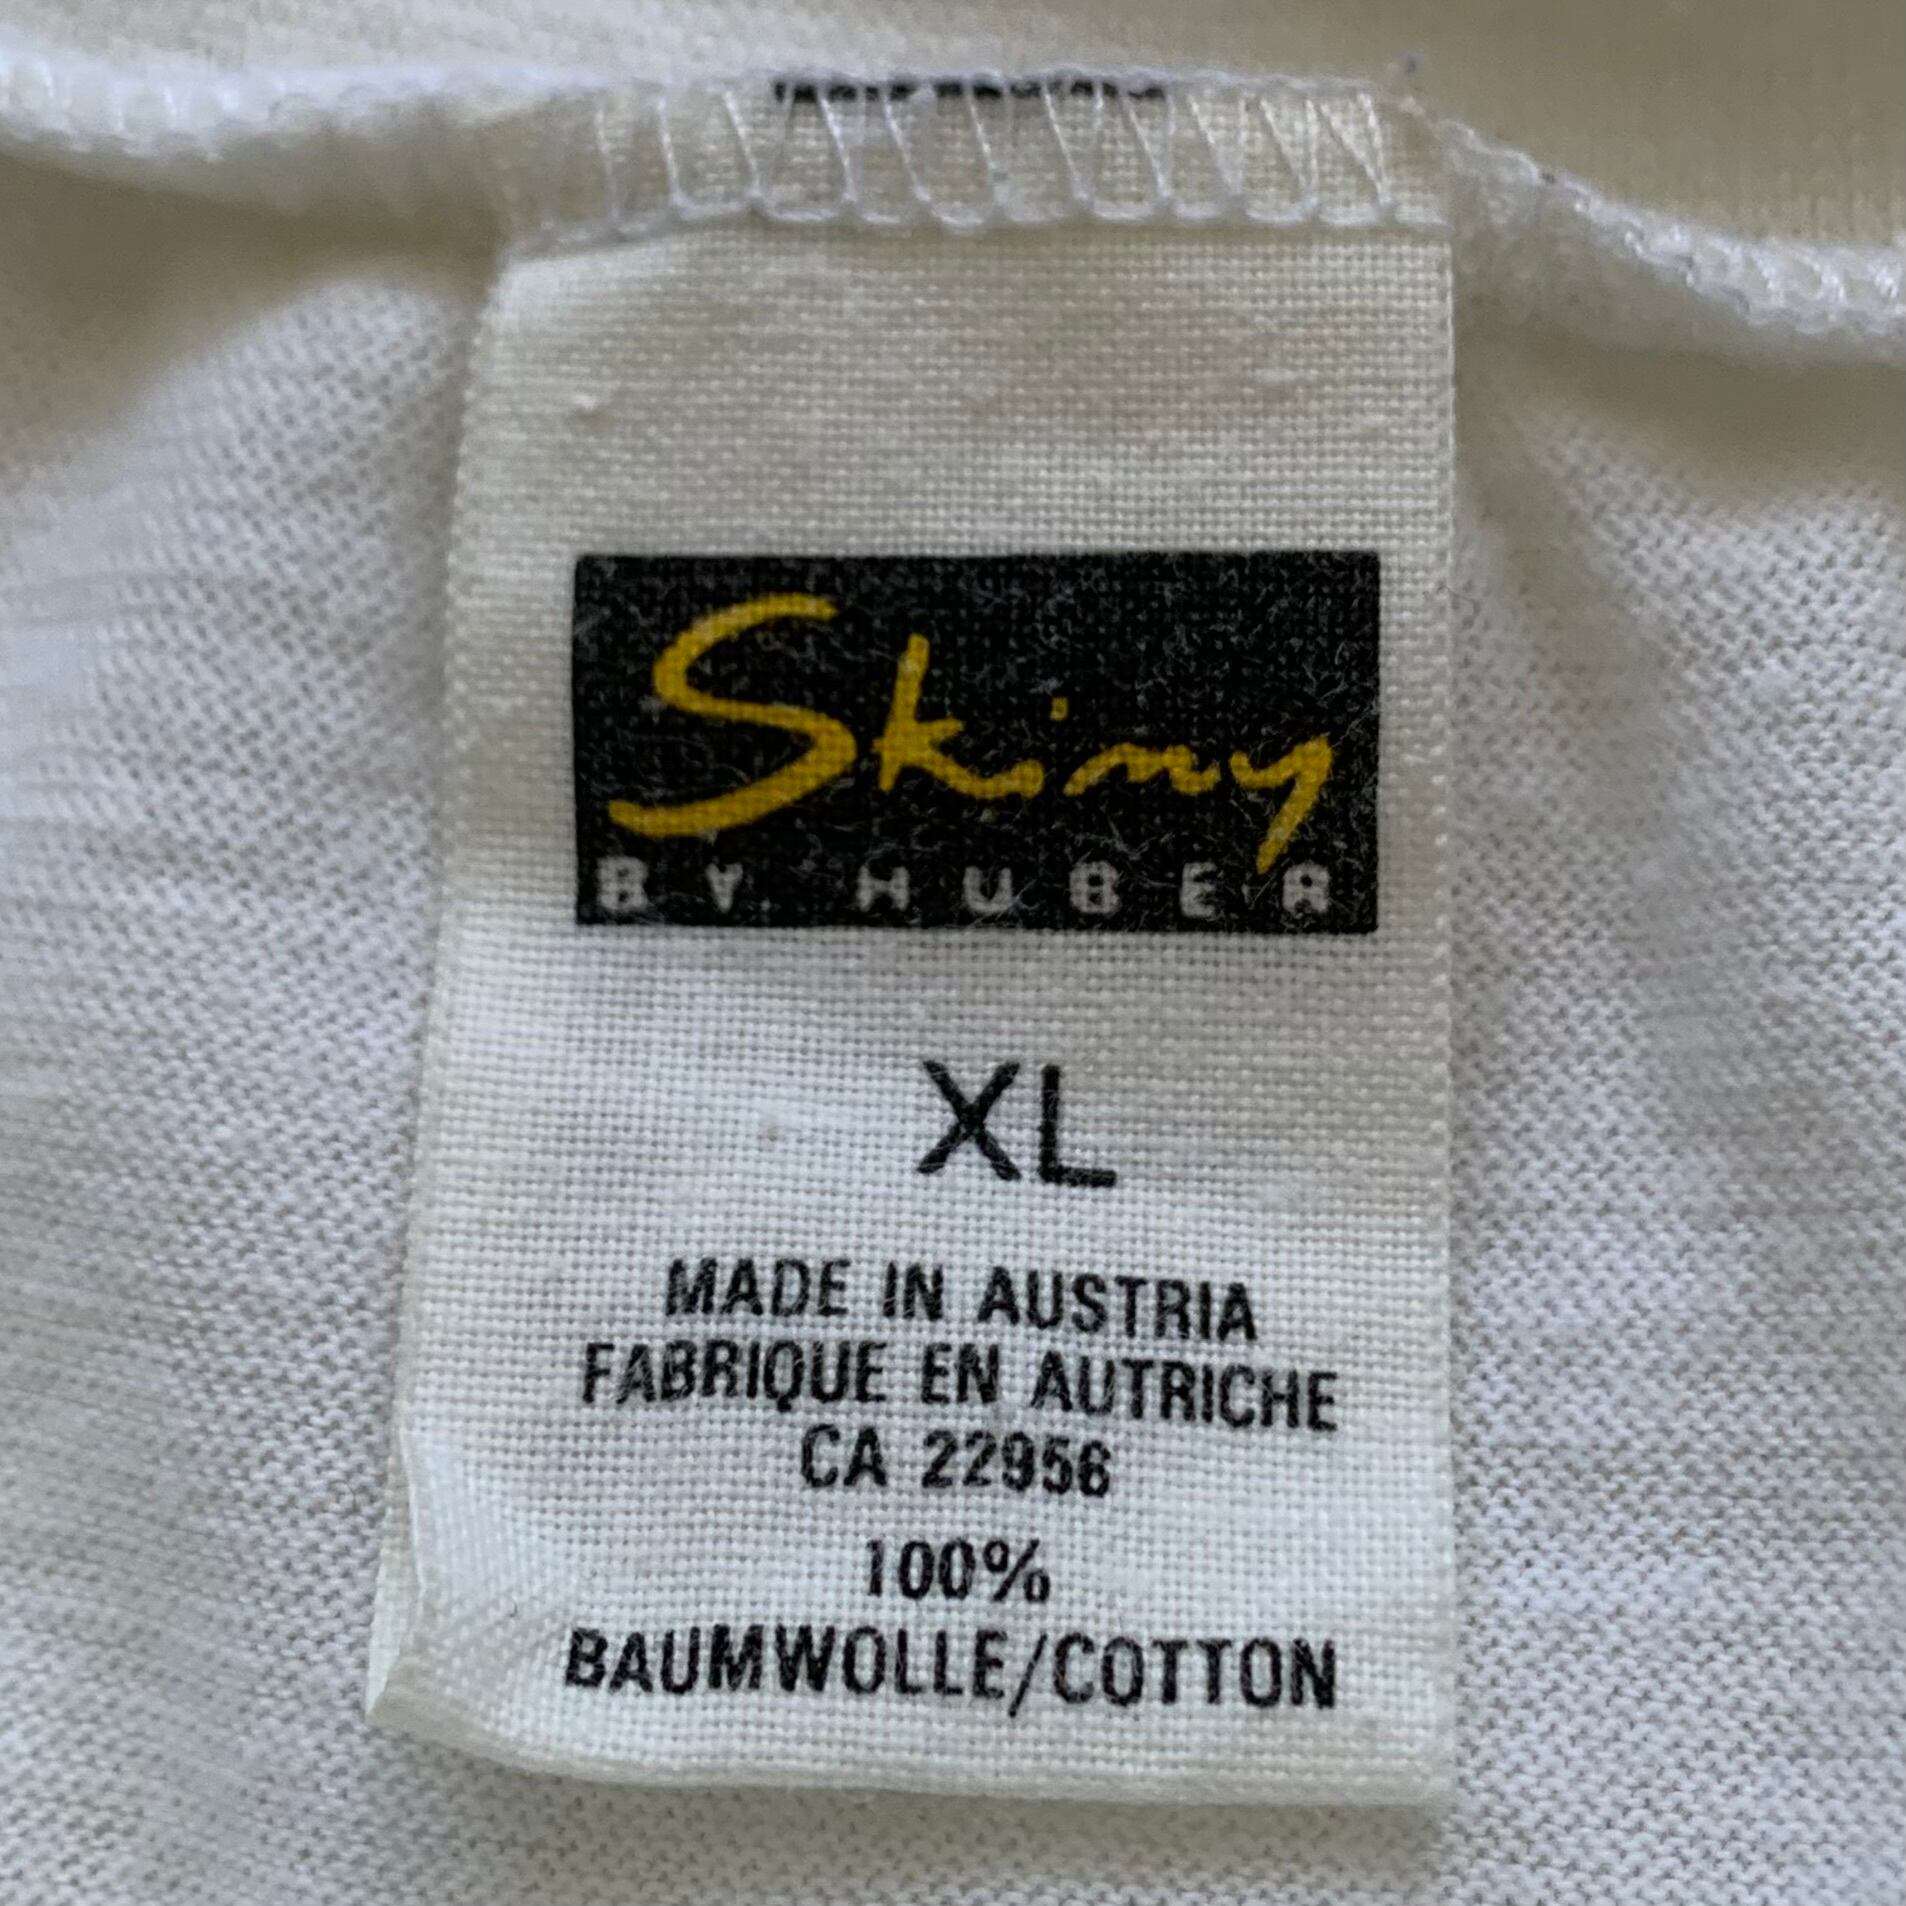 Skiny
BY HUBER
XL
MADE IN AUSTRIA
FABRIQUE EN AUTRICHE
CA 22956
100%
BAUMWOLLE/COTTON